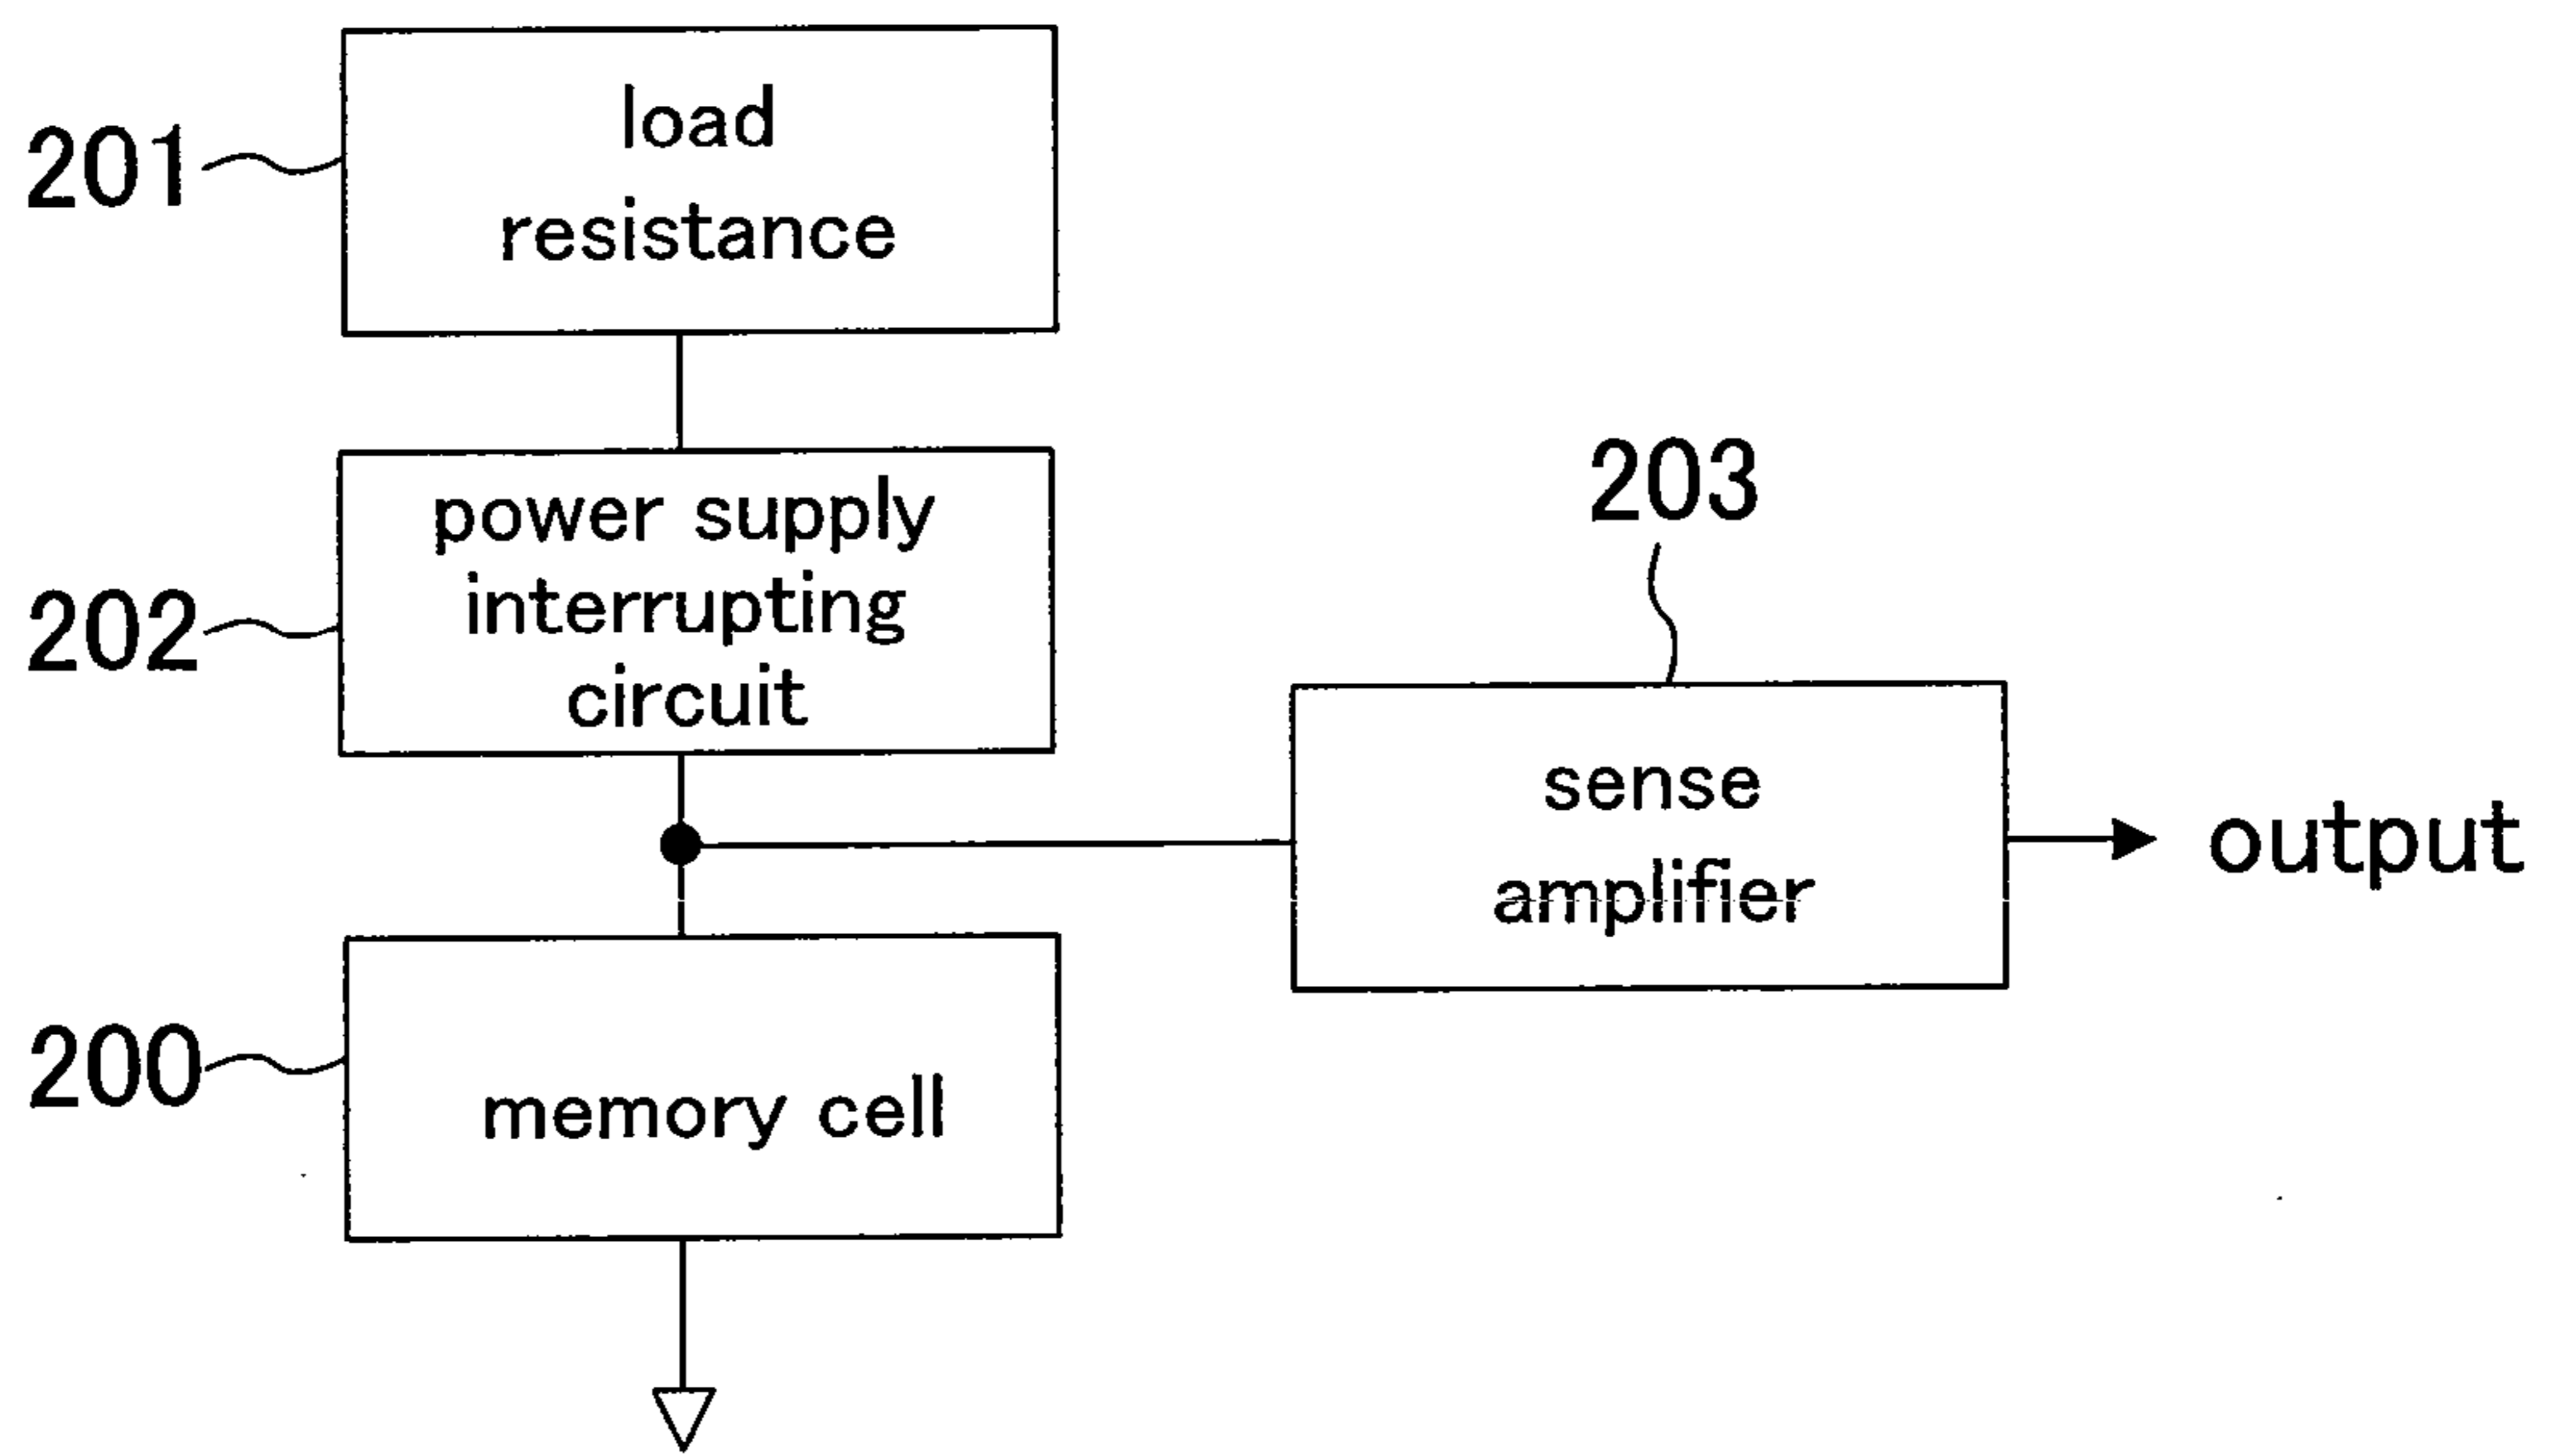 201
load
resistance
202
power supply
interrupting
circuit
203
sense
amplifier
output
200
memory cell